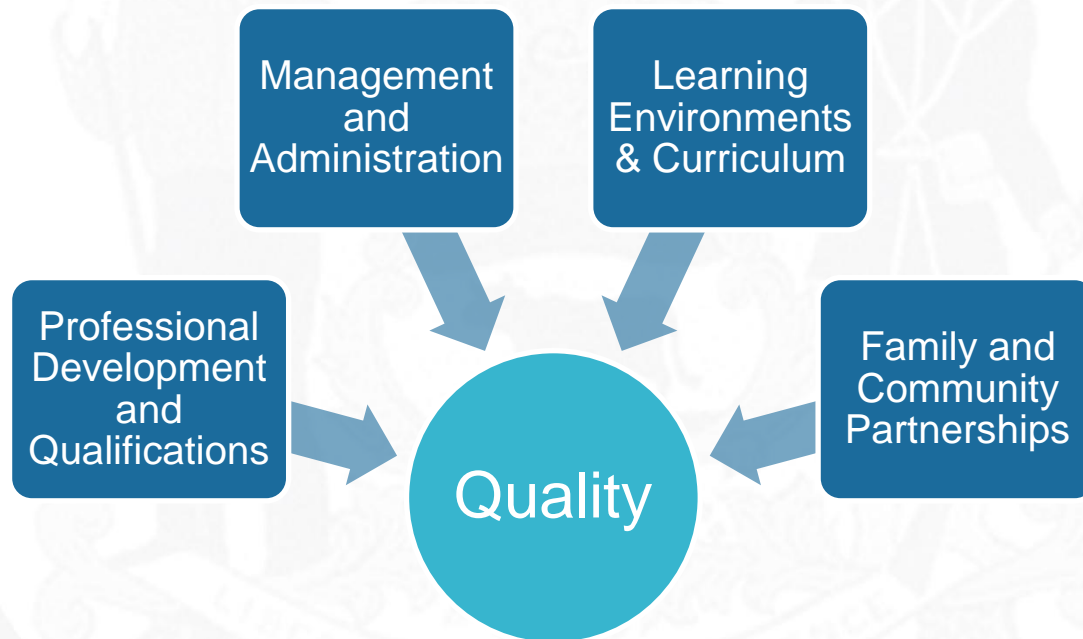 Management
and
Administration
Learning
Environments
& Curriculum
Professional
Development
and
Qualifications
Family and
Community
Partnerships
Quality